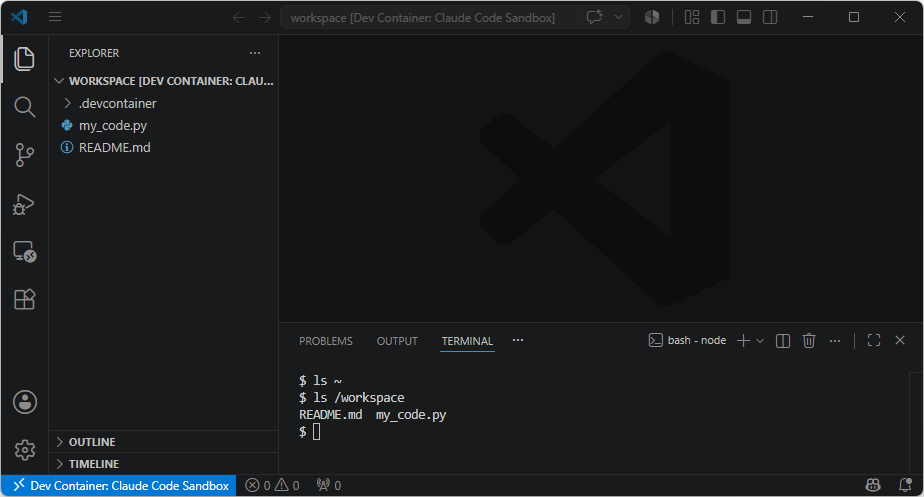 workspace [Dev Container: Claude Code Sandbox]
EXPLORER
WORKSPACE [DEV CONTAINER: CLAU...
.devcontainer
my_code.py
README.md
OUTLINE
TIMELINE
PROBLEMS OUTPUT TERMINAL
bash - node
$ ls ~
$ ls /workspace
README.md my_code.py
$
Dev Container: Claude Code Sandbox 0 0 0